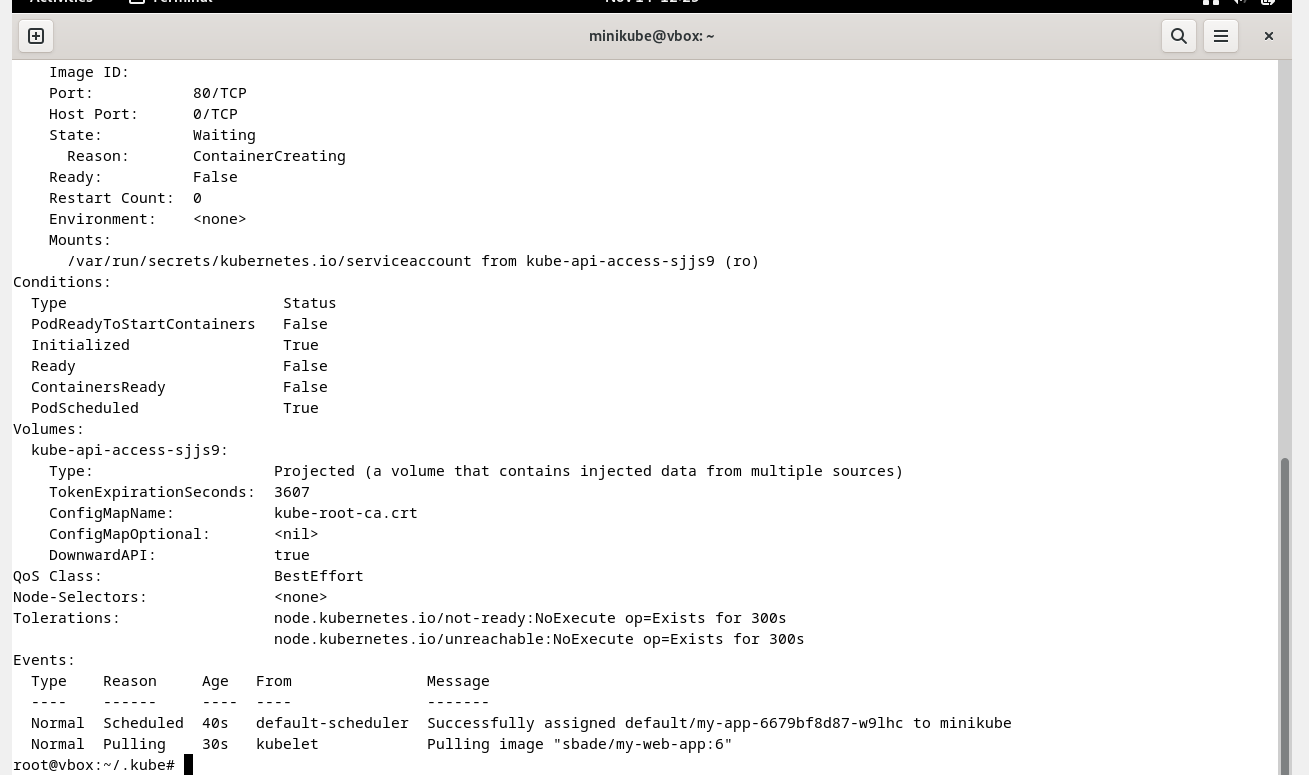 Activities Terminal Nov 14 12:25
minikube@vbox: ~
    Image ID:
    Port:           80/TCP
    Host Port:      0/TCP
    State:          Waiting
      Reason:       ContainerCreating
    Ready:          False
    Restart Count:  0
    Environment:    <none>
    Mounts:
      /var/run/secrets/kubernetes.io/serviceaccount from kube-api-access-sjjs9 (ro)
Conditions:
  Type                        Status
  PodReadyToStartContainers   False
  Initialized                 True
  Ready                       False
  ContainersReady             False
  PodScheduled                True
Volumes:
  kube-api-access-sjjs9:
    Type:                    Projected (a volume that contains injected data from multiple sources)
    TokenExpirationSeconds:  3607
    ConfigMapName:           kube-root-ca.crt
    ConfigMapOptional:       <nil>
    DownwardAPI:             true
QoS Class:                   BestEffort
Node-Selectors:              <none>
Tolerations:                 node.kubernetes.io/not-ready:NoExecute op=Exists for 300s
                             node.kubernetes.io/unreachable:NoExecute op=Exists for 300s
Events:
  Type    Reason     Age   From               Message
  ----    ------     ----  ----               -------
  Normal  Scheduled  40s   default-scheduler  Successfully assigned default/my-app-6679bf8d87-w9lhc to minikube
  Normal  Pulling    30s   kubelet            Pulling image "sbade/my-web-app:6"
root@vbox:~/.kube#